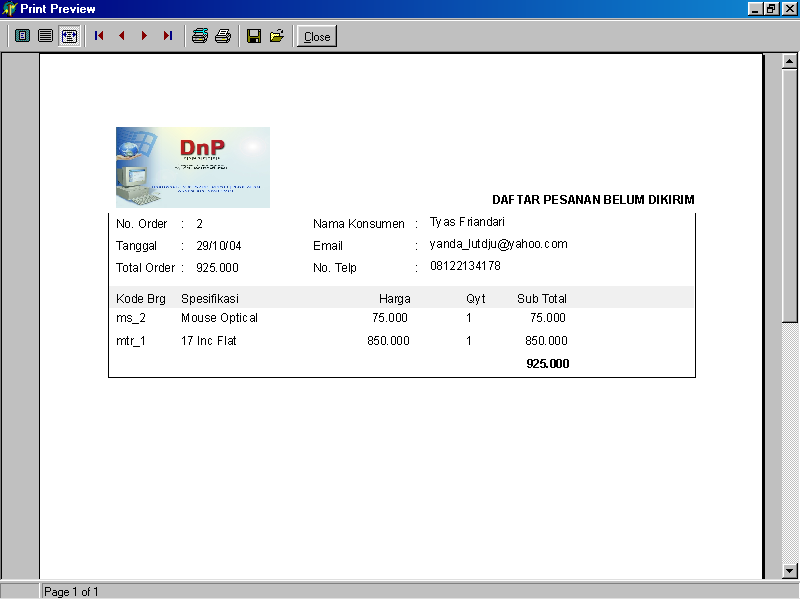 Print Preview
Close
DnP
DAFTAR PESANAN BELUM DIKIRIM
No. Order : 2 Nama Konsumen : Tyas Friandari
Tanggal : 29/10/04 Email : yanda_lutdju@yahoo.com
Total Order : 925.000 No. Telp : 08122134178
Kode Brg Spesifikasi Harga Qyt Sub Total
ms_2 Mouse Optical 75.000 1 75.000
mtr_1 17 Inc Flat 850.000 1 850.000
925.000
Page 1 of 1